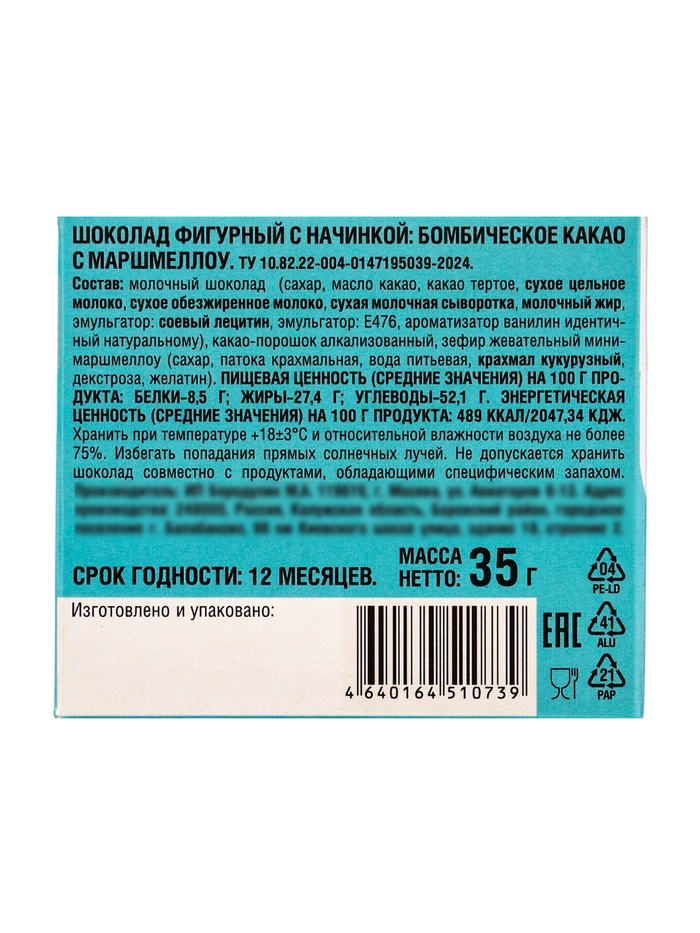 ШОКОЛАД ФИГУРНЫЙ С НАЧИНКОЙ: БОМБИЧЕСКОЕ КАКАО
С МАРШМЕЛЛОУ. ТУ 10.82.22-004-0147195039-2024.
Состав: молочный шоколад (сахар, масло какао, какао тертое, сухое цельное
молоко, сухое обезжиренное молоко, сухая молочная сыворотка, молочный жир,
эмульгатор: соевый лецитин, эмульгатор: Е476, ароматизатор ванилин идентич-
ный натуральному), какао-порошок алкализованный, зефир жевательный мини-
маршмеллоу (сахар, патока крахмальная, вода питьевая, крахмал кукурузный,
декстроза, желатин). ПИЩЕВАЯ ЦЕННОСТЬ (СРЕДНИЕ ЗНАЧЕНИЯ) НА 100 Г ПРО-
ДУКТА: БЕЛКИ-8,5 Г; ЖИРЫ-27,4 Г; УГЛЕВОДЫ-52,1 Г. ЭНЕРГЕТИЧЕСКАЯ
ЦЕННОСТЬ (СРЕДНИЕ ЗНАЧЕНИЯ) НА 100 Г ПРОДУКТА: 489 ККАЛ/2047,34 КДЖ.
Хранить при температуре +18±3°С и относительной влажности воздуха не более
75%. Избегать попадания прямых солнечных лучей. Не допускается хранить
шоколад совместно с продуктами, обладающими специфическим запахом.
СРОК ГОДНОСТИ: 12 МЕСЯЦЕВ.
МАССА
НЕТТО: 35 г
04
PE-LD
Изготовлено и упаковано:
4 640164 510739
EAC
41
ALU
21
PAP